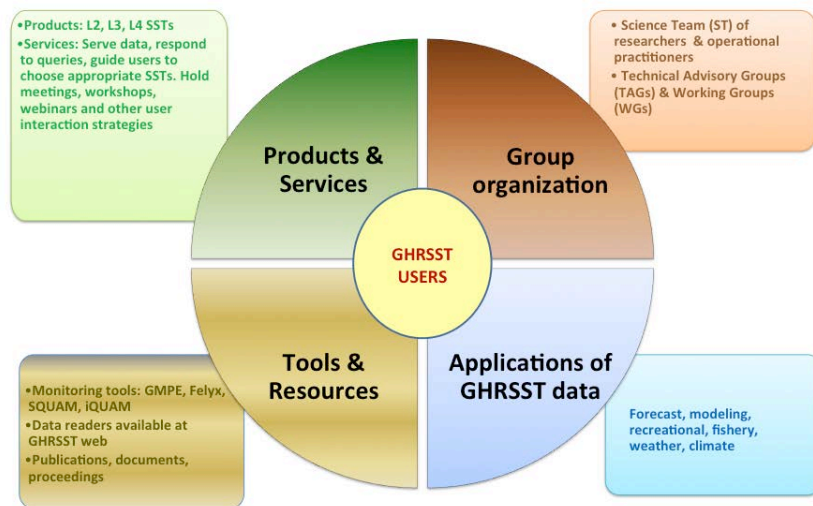 •Products: L2, L3, L4 SSTs
•Services: Serve data, respond
to queries, guide users to
choose appropriate SSTs. Hold
meetings, workshops,
webinars and other user
interaction strategies
• Science Team (ST) of
researchers & operational
practitioners
• Technical Advisory Groups
(TAGs) & Working Groups
(WGs)
Products &
Services
Group
organization
GHRSST
USERS
Tools &
Resources
Applications of
GHRSST data
•Monitoring tools: GMPE, Felyx,
SQUAM, iQUAM
•Data readers available at
GHRSST web
•Publications, documents,
proceedings
Forecast, modeling,
recreational, fishery,
weather, climate